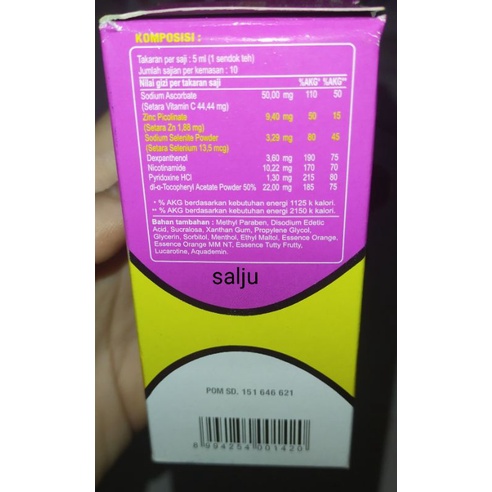 KOMPOSISI :
Takaran per saji : 5 ml (1 sendok teh)
Jumlah sajian per kemasan : 10
Nilai gizi per takaran saji %AKG* %AKG**
Sodium Ascorbate 50,00 mg 110 50
(Setara Vitamin C 44,44 mg)
Zinc Picolinate 9,40 mg 50 15
(Setara Zn 1,88 mg)
Sodium Selenite Powder 3,29 mg 80 45
(Setara Selenium 13,5 mcg)
Dexpanthenol 3,60 mg 190 75
Nicotinamide 10,22 mg 170 70
Pyridoxine HCl 1,30 mg 215 80
dl-α-Tocopheryl Acetate Powder 50% 22,00 mg 185 75
* % AKG berdasarkan kebutuhan energi 1125 k kalori.
** % AKG berdasarkan kebutuhan energi 2150 k kalori.
Bahan tambahan : Methyl Paraben, Disodium Edetic
Acid, Sucralosa, Xanthan Gum, Propylene Glycol,
Glycerin, Sorbitol, Menthol, Ethyl Maltol, Essence Orange,
Essence Orange MM NT, Essence Tutty Frutty,
Lucarotine, Aquademin.
salju
POM SD. 151 646 621
8 994254 001420